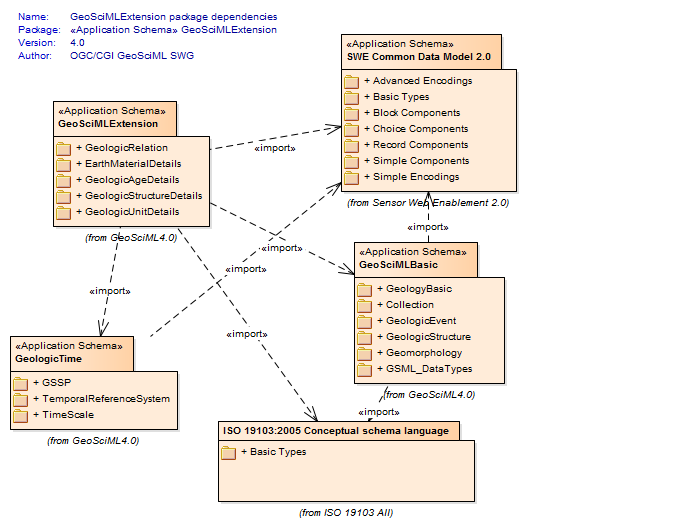 Name: GeoSciMLExtension package dependencies
Package: «Application Schema» GeoSciMLExtension
Version: 4.0
Author: OGC/CGI GeoSciML SWG
«Application Schema»
SWE Common Data Model 2.0
+ Advanced Encodings
+ Basic Types
+ Block Components
+ Choice Components
+ Record Components
+ Simple Components
+ Simple Encodings
(from Sensor Web Enablement 2.0)
«Application Schema»
GeoSciMLExtension
+ GeologicRelation
+ EarthMaterialDetails
+ GeologicAgeDetails
+ GeologicStructureDetails
+ GeologicUnitDetails
(from GeoSciML4.0)
«import»
«import»
«import»
«import»
«import»
«import»
«Application Schema»
GeoSciMLBasic
+ GeologyBasic
+ Collection
+ GeologicEvent
+ GeologicStructure
+ Geomorphology
+ GSML_DataTypes
(from GeoSciML4.0)
«import»
«Application Schema»
GeologicTime
+ GSSP
+ TemporalReferenceSystem
+ TimeScale
(from GeoSciML4.0)
ISO 19103:2005 Conceptual schema language
+ Basic Types
(from ISO 19103 All)